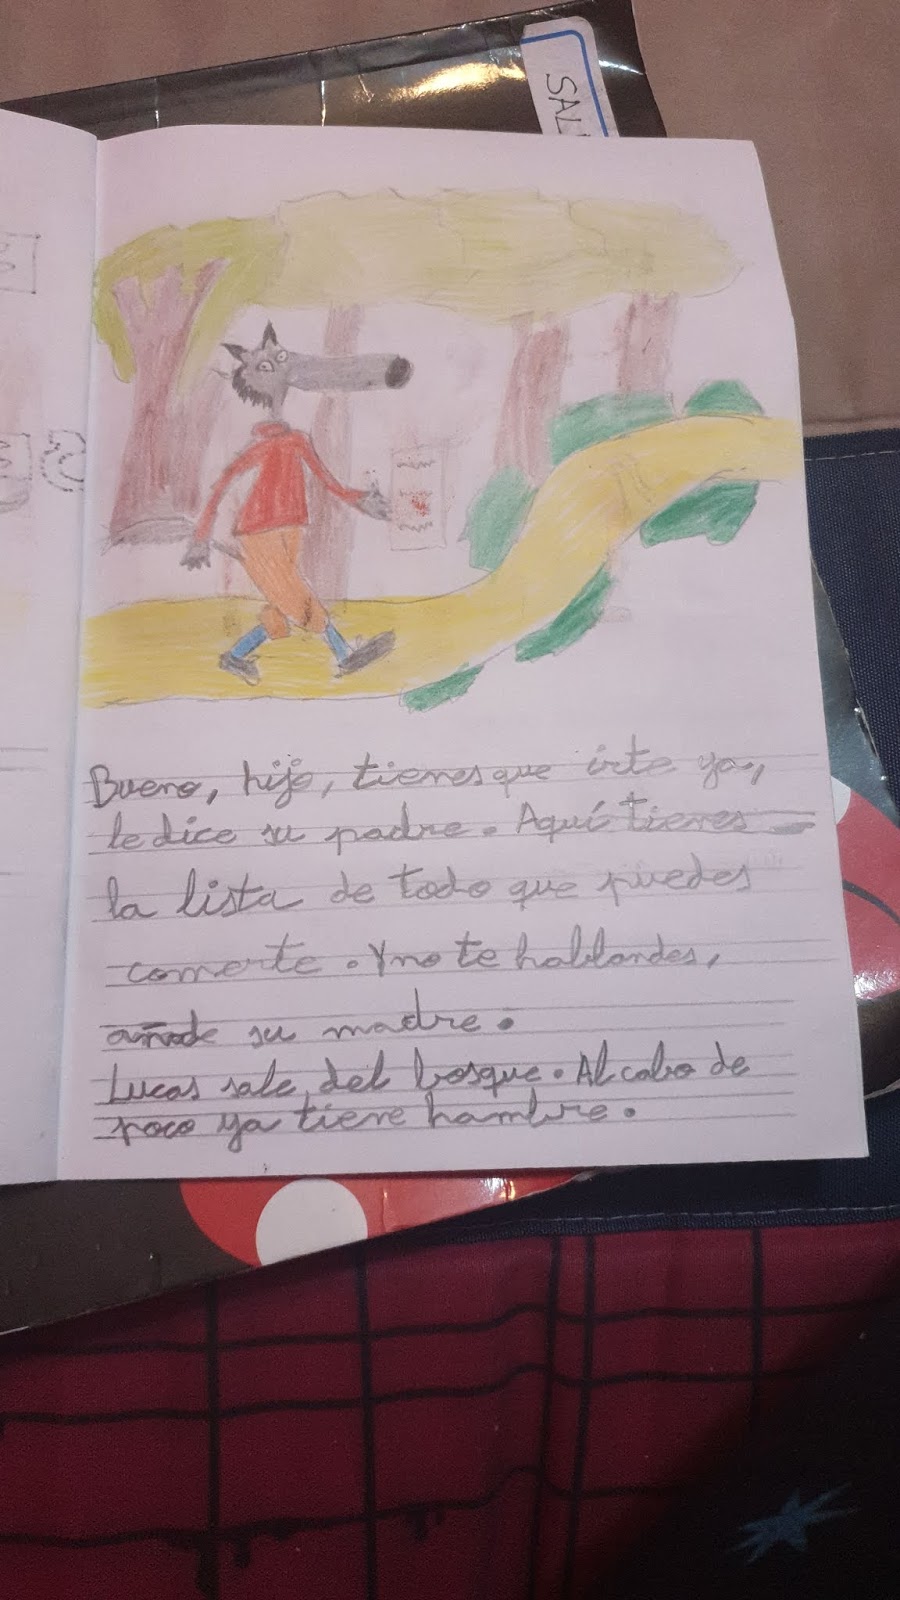 SAL
Bueno, hijo, tienes que irte ya,
le dice su padre. Aquí tienes
la lista de todo que puedes
comerte. Y no te hablandes,
añade su madre.
Lucas sale del bosque. Al cabo de
poco ya tiene hambre.